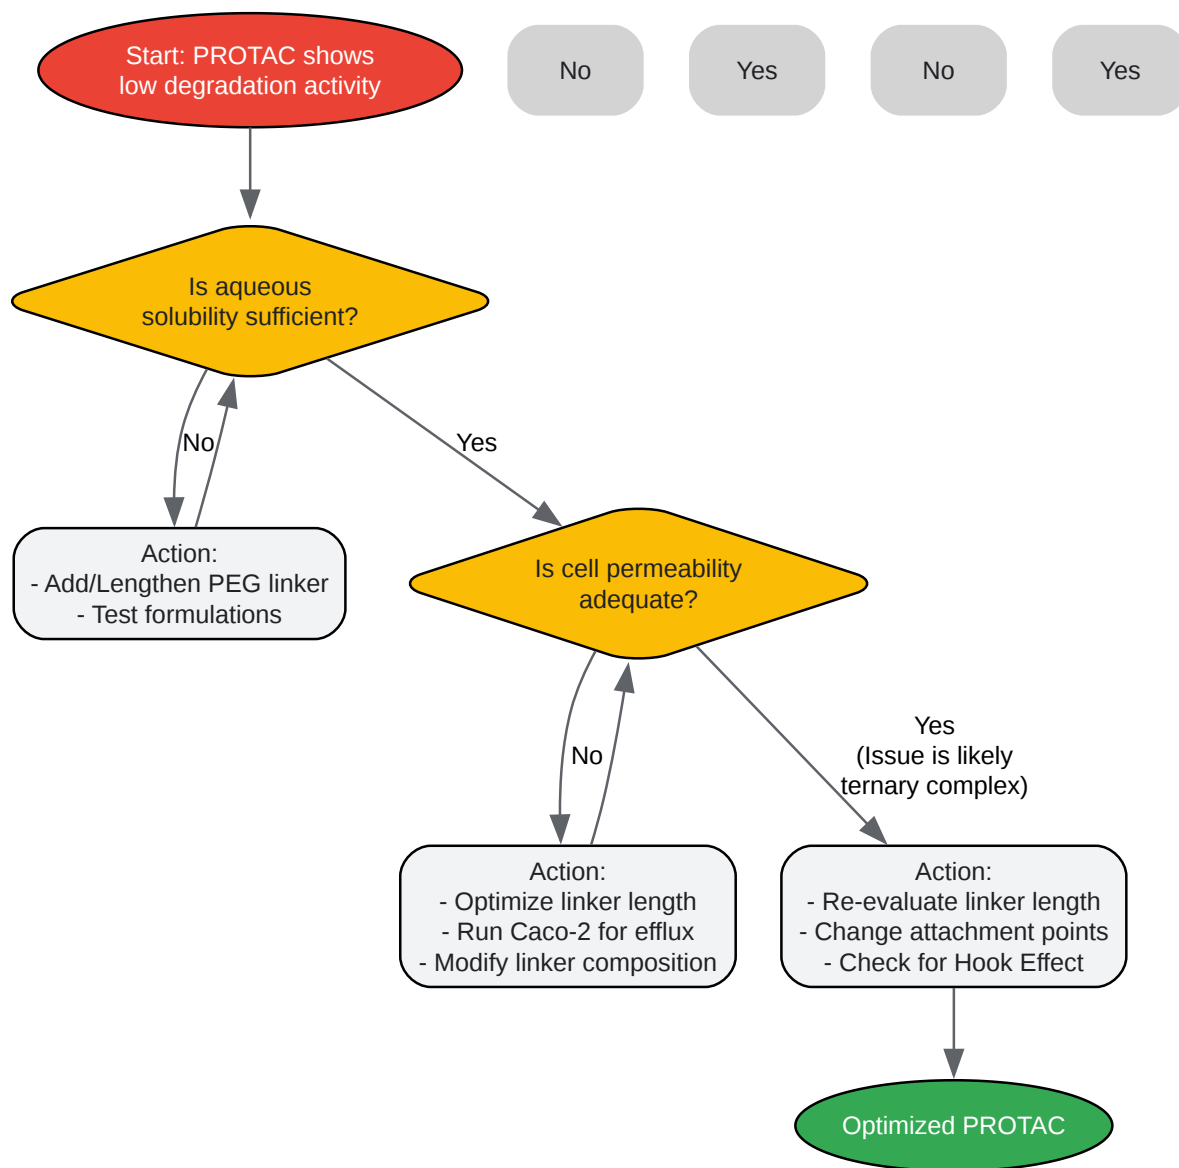 Start: PROTAC shows
low degradation activity
No
Yes
No
Yes
Is aqueous
solubility sufficient?
No
Yes
Action:
- Add/Lengthen PEG linker
- Test formulations
Is cell permeability
adequate?
No
Yes
(Issue is likely
ternary complex)
Action:
- Optimize linker length
- Run Caco-2 for efflux
- Modify linker composition
Action:
- Re-evaluate linker length
- Change attachment points
- Check for Hook Effect
Optimized PROTAC